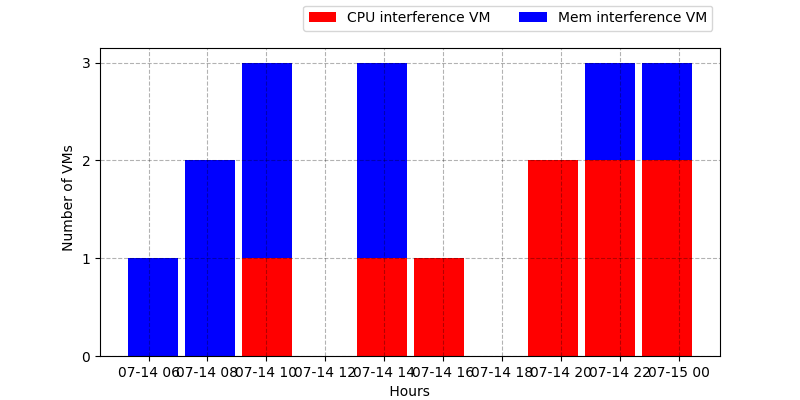 CPU interference VM Mem interference VM
3
2
1
0
Number of VMs
07-14 06 07-14 08 07-14 10 07-14 12 07-14 14 07-14 16 07-14 18 07-14 20 07-14 22 07-15 00
Hours